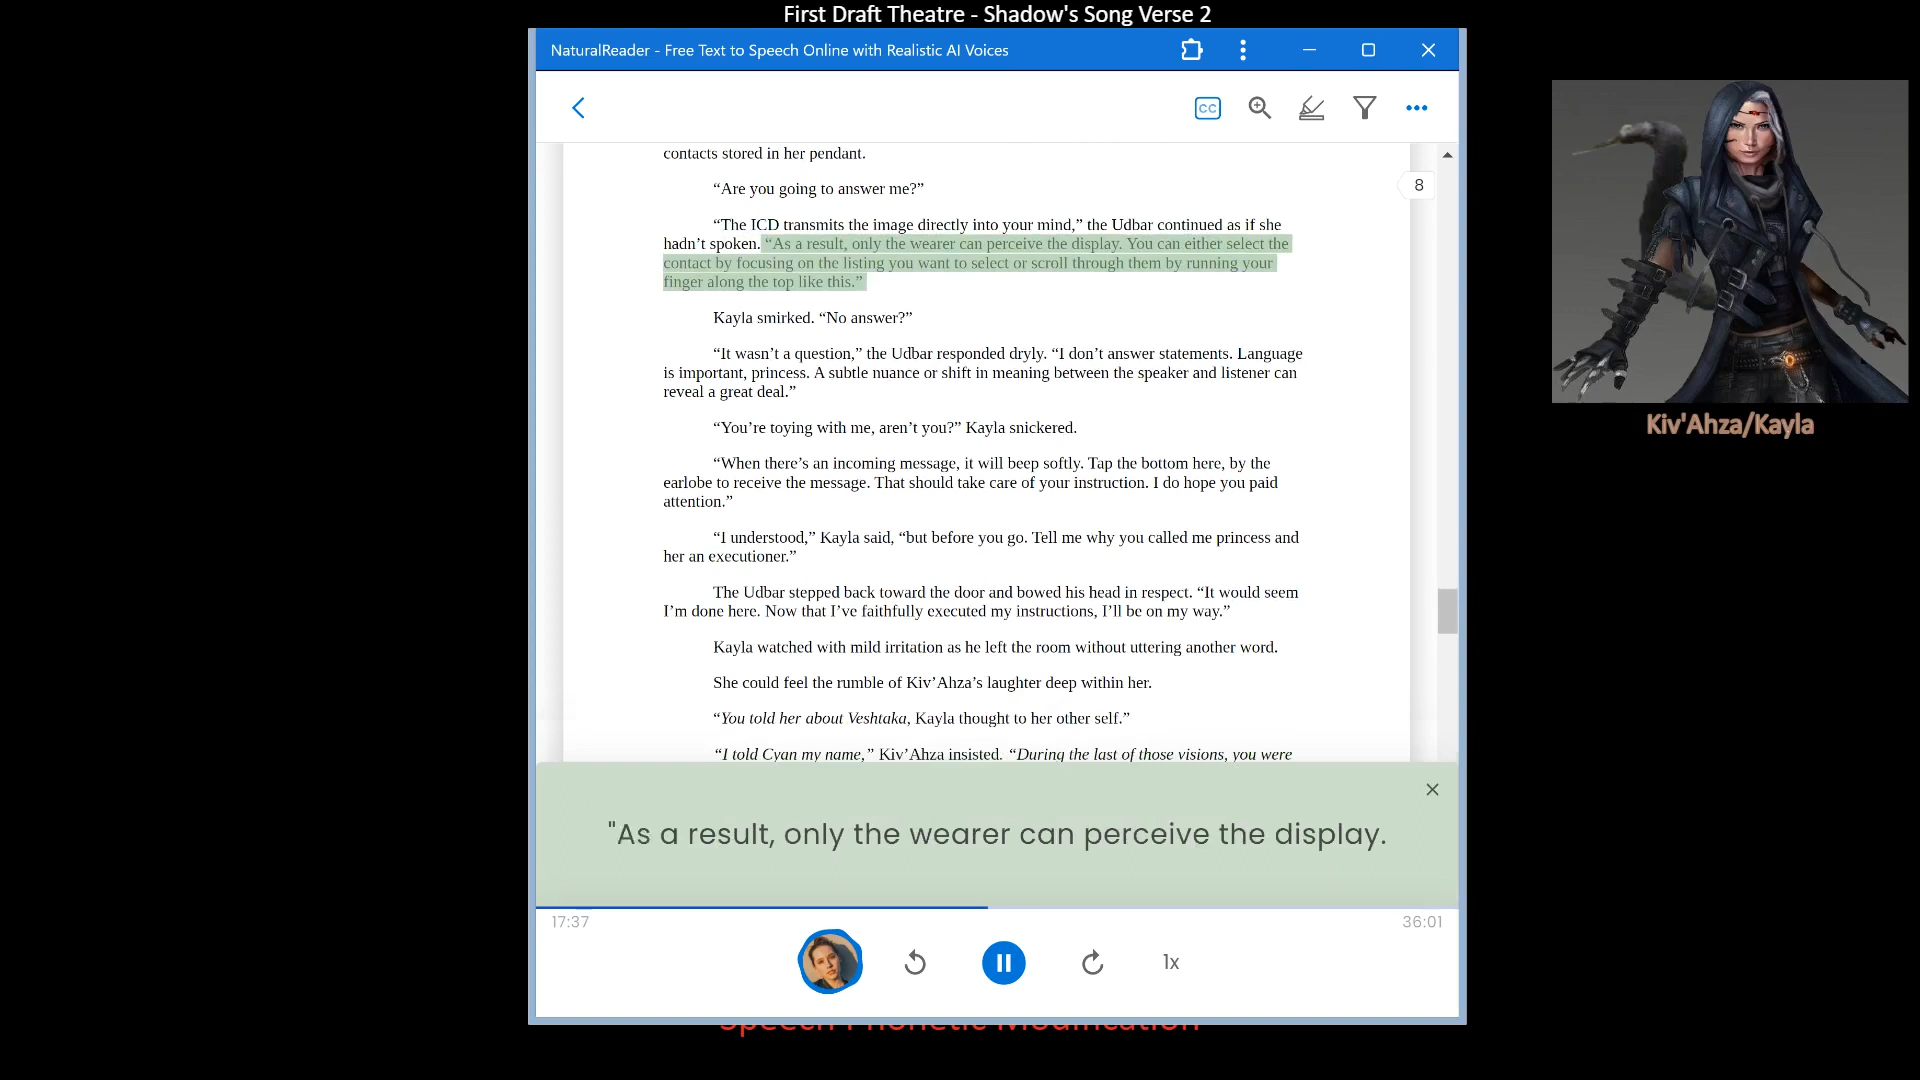 First Draft Theatre - Shadow's Song Verse 2
NaturalReader - Free Text to Speech Online with Realistic AI Voices
CC
contacts stored in her pendant.
8
“Are you going to answer me?”
“The ICD transmits the image directly into your mind,” the Udbar continued as if she
hadn’t spoken. “As a result, only the wearer can perceive the display. You can either select the
contact by focusing on the listing you want to select or scroll through them by running your
finger along the top like this.”
Kayla smirked. “No answer?”
“It wasn’t a question,” the Udbar responded dryly. “I don’t answer statements. Language
is important, princess. A subtle nuance or shift in meaning between the speaker and listener can
reveal a great deal.”
Kiv'Ahza/Kayla
“You’re toying with me, aren’t you?” Kayla snickered.
“When there’s an incoming message, it will beep softly. Tap the bottom here, by the
earlobe to receive the message. That should take care of your instruction. I do hope you paid
attention.”
“I understood,” Kayla said, “but before you go. Tell me why you called me princess and
her an executioner.”
The Udbar stepped back toward the door and bowed his head in respect. “It would seem
I’m done here. Now that I’ve faithfully executed my instructions, I’ll be on my way.”
Kayla watched with mild irritation as he left the room without uttering another word.
She could feel the rumble of Kiv’Ahza’s laughter deep within her.
“You told her about Veshtaka, Kayla thought to her other self.”
“I told Cyan my name,” Kiv’Ahza insisted. “During the last of those visions, you were
"As a result, only the wearer can perceive the display.
17:37
36:01
1x
Speech Phonetic Modification